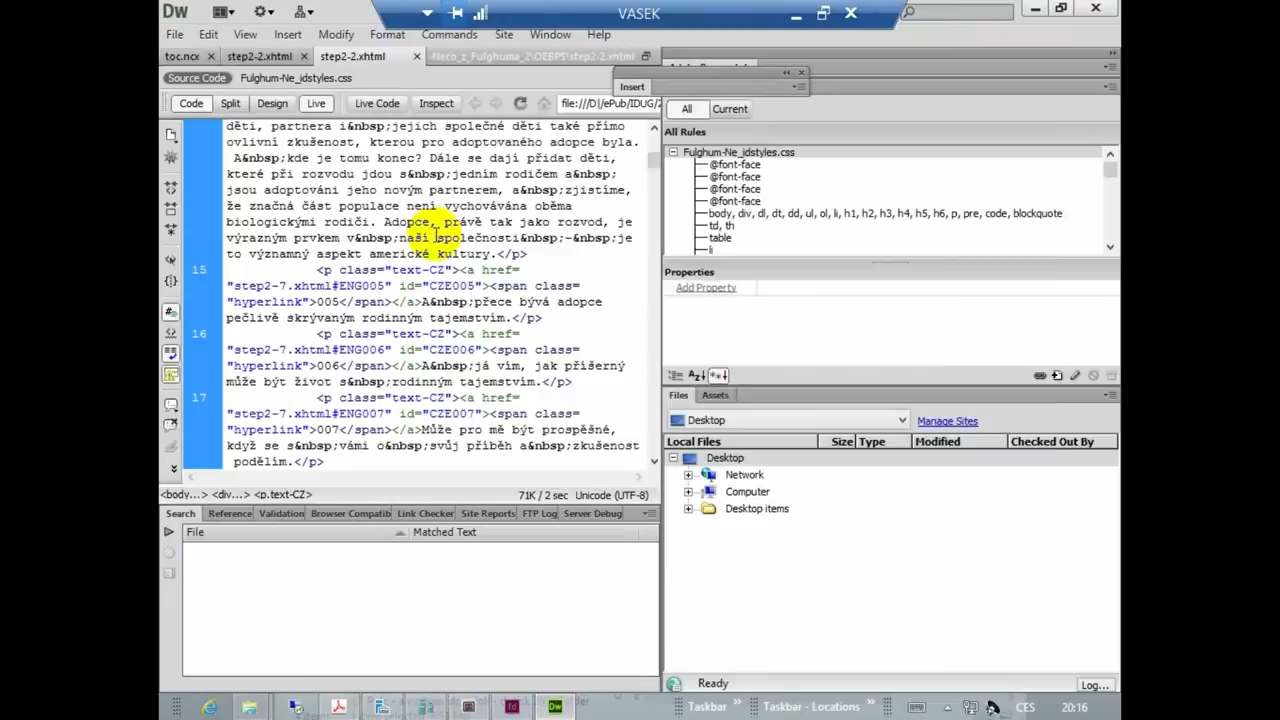 Dw
VASEK
File Edit View Insert Modify Format Commands Site Window Help
toc.ncx step2-2.xhtml step2-2.xhtml Neco_z_Fulghuma_2\OEBPS\step2-2.xhtml
Source Code Fulghum-Ne_idstyles.css
Code Split Design Live Live Code Inspect file:///D|/ePub/IDUG/2
děti, partnera i&nbsp;jejich společné děti také přímo
ovlivní zkušenost, kterou pro adoptovaného adopce byla.
A&nbsp;kde je tomu konec? Dále se dají přidat děti,
které při rozvodu jdou s&nbsp;jedním rodičem a&nbsp;
jsou adoptováni jeho novým partnerem, a&nbsp;zjistíme,
že značná část populace není vychovávána oběma
biologickými rodiči. Adopce, právě tak jako rozvod, je
výrazným prvkem v&nbsp;naší společnosti&nbsp;–&nbsp;je
to významný aspekt americké kultury.</p>
15 <p class="text-CZ"><a href=
"step2-7.xhtml#ENG005" id="CZE005"><span class=
"hyperlink">005</span></a>A&nbsp;přece bývá adopce
pečlivě skrývaným rodinným tajemstvím.</p>
16 <p class="text-CZ"><a href=
"step2-7.xhtml#ENG006" id="CZE006"><span class=
"hyperlink">006</span></a>A&nbsp;já vím, jak příšerný
může být život s&nbsp;rodinným tajemstvím.</p>
17 <p class="text-CZ"><a href=
"step2-7.xhtml#ENG007" id="CZE007"><span class=
"hyperlink">007</span></a>Může pro mě být prospěšné,
když se s&nbsp;vámi o&nbsp;svůj příběh a&nbsp;zkušenost
podělím.</p>
<body...> <div...> <p.text-CZ> 71K / 2 sec Unicode (UTF-8)
Search Reference Validation Browser Compatib Link Checker Site Reports FTP Log Server Debug
File Matched Text
Insert
All Current
All Rules
Fulghum-Ne_idstyles.css
@font-face
@font-face
@font-face
@font-face
body, div, dl, dt, dd, ul, ol, li, h1, h2, h3, h4, h5, h6, p, pre, code, blockquote
td, th
table
li
Properties
Add Property
Files Assets
Desktop Manage Sites
Local Files Size Type Modified Checked Out By
Desktop
Network
Computer
Desktop items
Ready Log...
Taskbar Taskbar - Locations CES 20:16